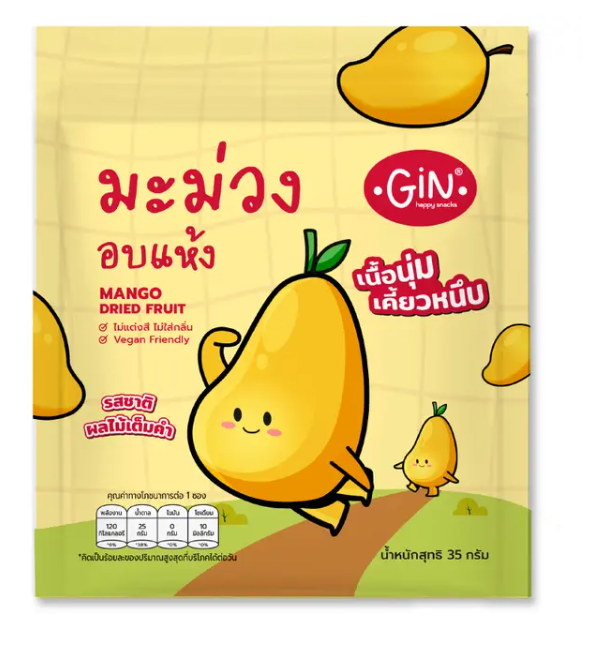 มะม่วง
GiN®
happy snacks
อบแห้ง
เนื้อนุ่ม
เคี้ยวหนึบ
MANGO
DRIED FRUIT
ไม่แต่งสี ไม่ใส่กลิ่น
Vegan Friendly
รสชาติ
ผลไม้เต็มคำ
คุณค่าทางโภชนาการต่อ 1 ซอง
พลังงาน น้ำตาล ไขมัน โซเดียม
120 25 0 10
กิโลแคลอรี กรัม กรัม มิลลิกรัม
*คิดเป็นร้อยละของปริมาณสูงสุดที่บริโภคได้ต่อวัน
น้ำหนักสุทธิ 35 กรัม